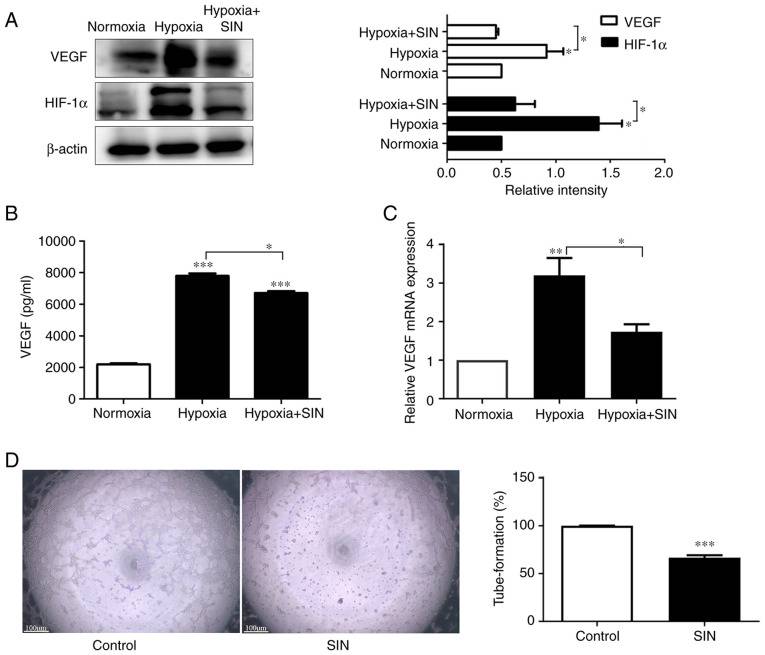 A
Normoxia Hypoxia Hypoxia+
SIN
VEGF
HIF-1α
β-actin
VEGF
HIF-1α
Hypoxia+SIN
*
Hypoxia
*
Normoxia
Hypoxia+SIN
*
Hypoxia
*
Normoxia
0.0 0.5 1.0 1.5 2.0
Relative intensity
B
VEGF (pg/ml)
10000
8000
6000
4000
2000
0
***
*
***
Normoxia Hypoxia Hypoxia+SIN
C
Relative VEGF mRNA expression
4
3
2
1
0
**
*
Normoxia Hypoxia Hypoxia+SIN
D
100μm
100μm
Control SIN
Tube-formation (%)
150
100
50
0
***
Control SIN